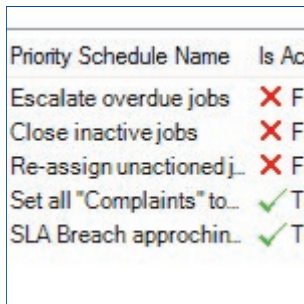 Priority Schedule Name Is Ac
Escalate overdue jobs F
Close inactive jobs F
Re-assign unactioned j... F
Set all "Complaints" to... T
SLA Breach approchin... T